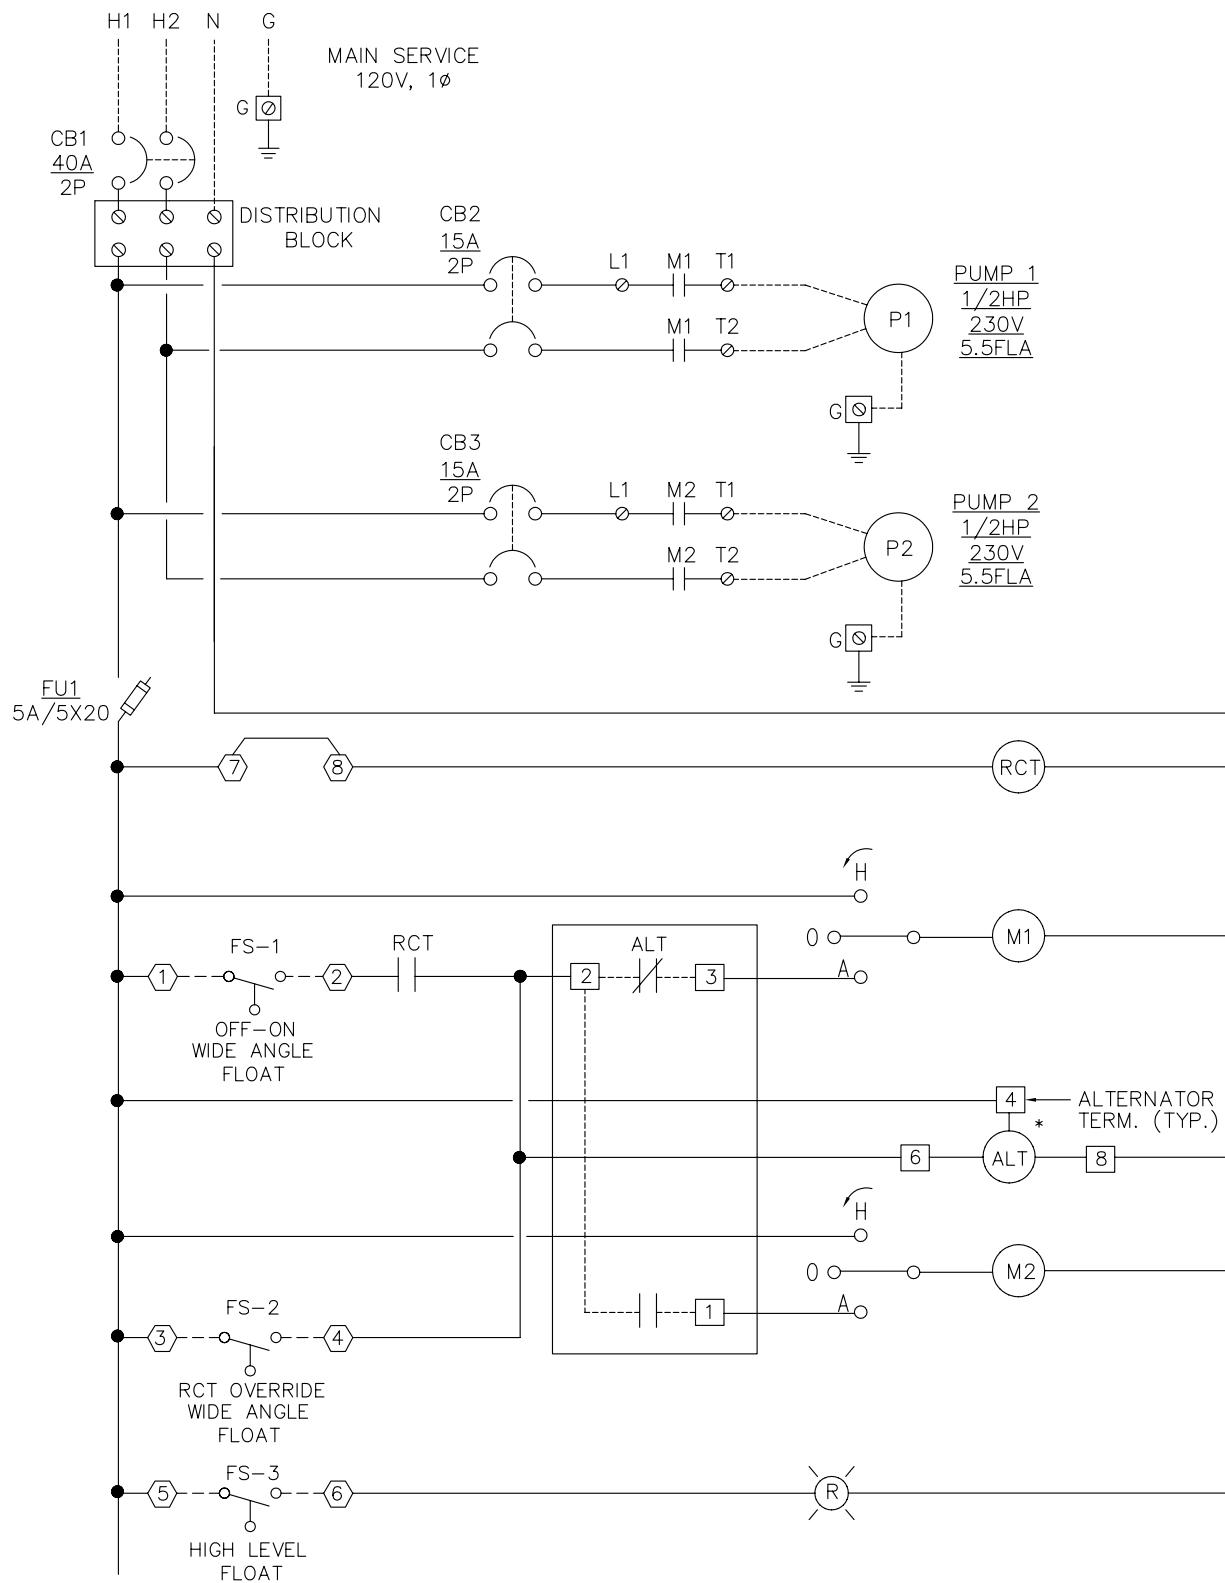 H1 H2 N G
MAIN SERVICE
120V, 1ø
G
CB1
40A
2P
DISTRIBUTION
BLOCK
CB2
15A
2P
L1 M1 T1
M1 T2
P1
PUMP 1
1/2HP
230V
5.5FLA
G
CB3
15A
2P
L1 M2 T1
M2 T2
P2
PUMP 2
1/2HP
230V
5.5FLA
G
FU1
5A/5X20
7 8 RCT
H
O M1
FS-1 RCT ALT
1 2 2 3 A
OFF-ON
WIDE ANGLE
FLOAT
4 ALTERNATOR
TERM. (TYP.)
*
6 ALT 8
H
O M2
1 A
FS-2
3 4
RCT OVERRIDE
WIDE ANGLE
FLOAT
FS-3
5 6 R
HIGH LEVEL
FLOAT